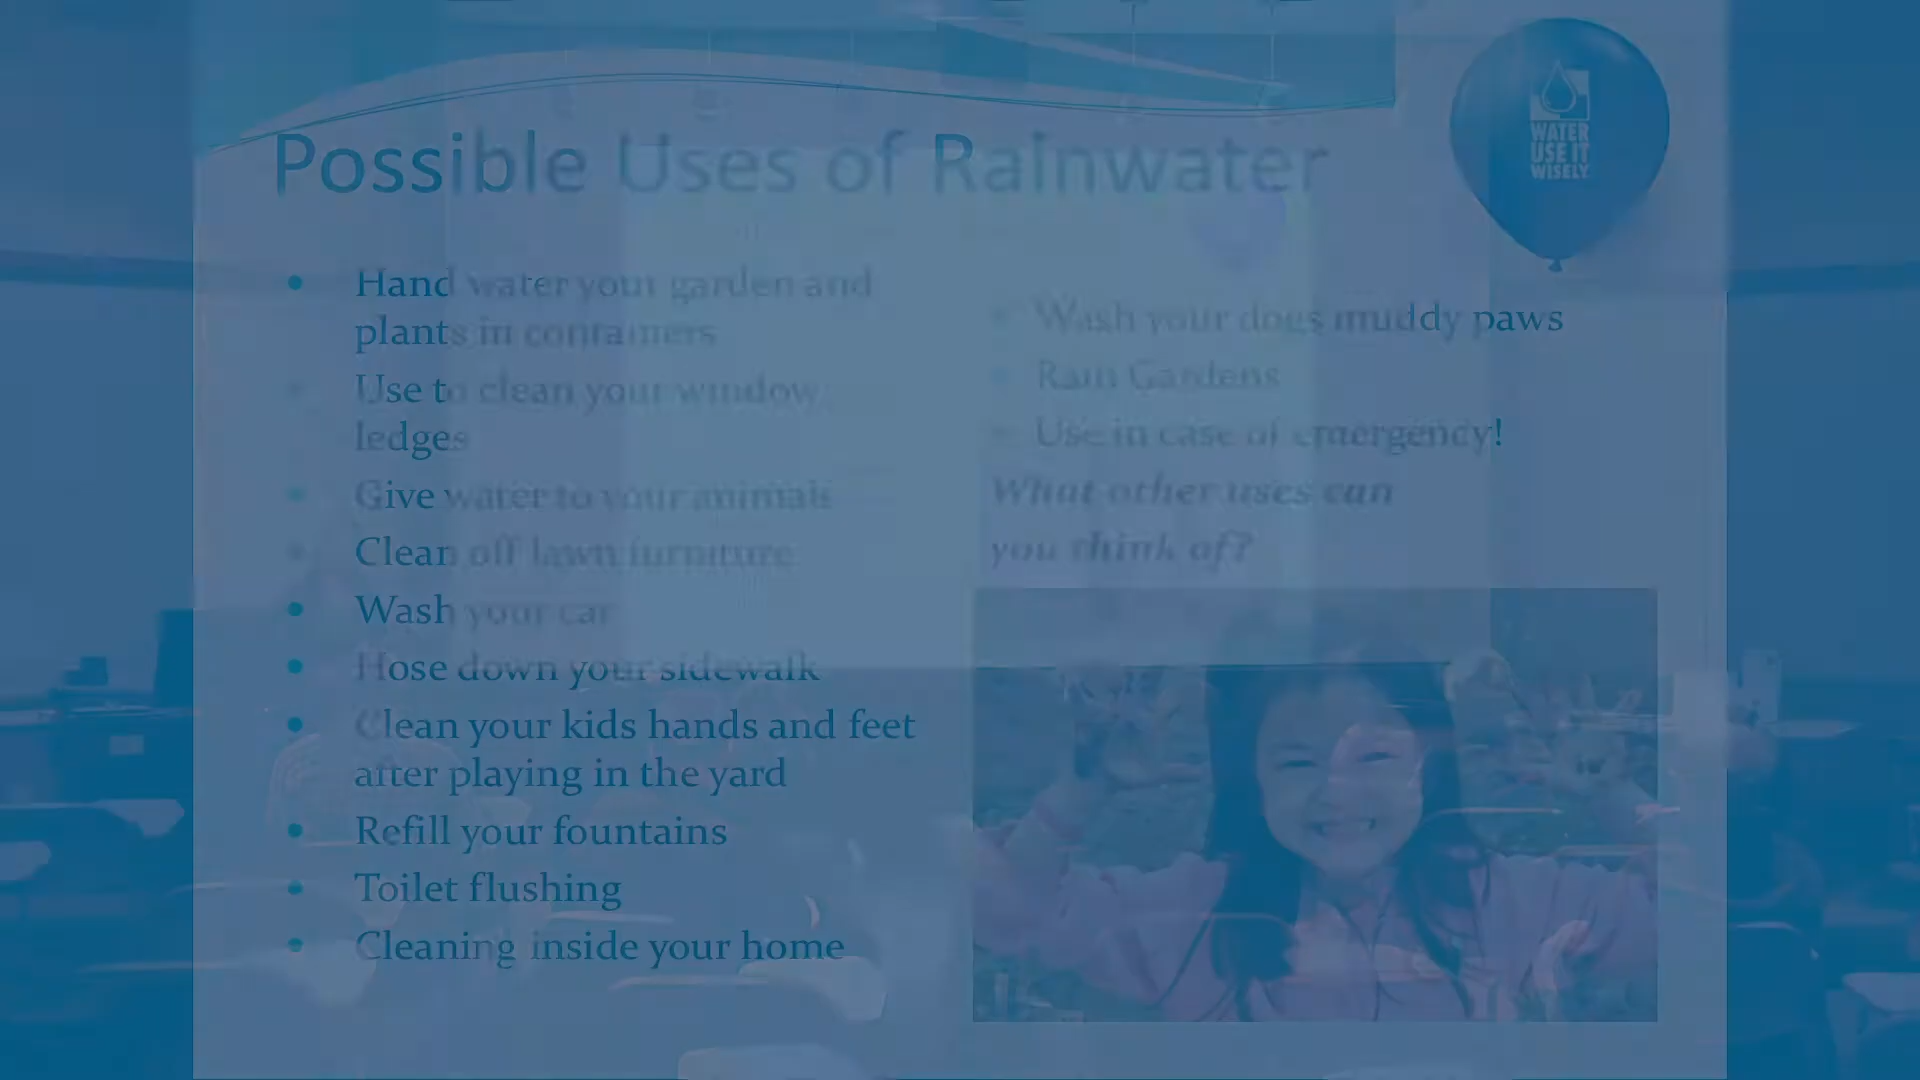 Possible Uses of Rainwater
WATER
USE IT
WISELY
• Hand water your garden and
plants in containers
• Use to clean your window
ledges
• Give water to your animals
• Clean off lawn furniture
• Wash your car
• Hose down your sidewalk
• Clean your kids hands and feet
after playing in the yard
• Refill your fountains
• Toilet flushing
• Cleaning inside your home
• Wash your dogs muddy paws
• Rain Gardens
• Use in case of emergency!
What other uses can
you think of?